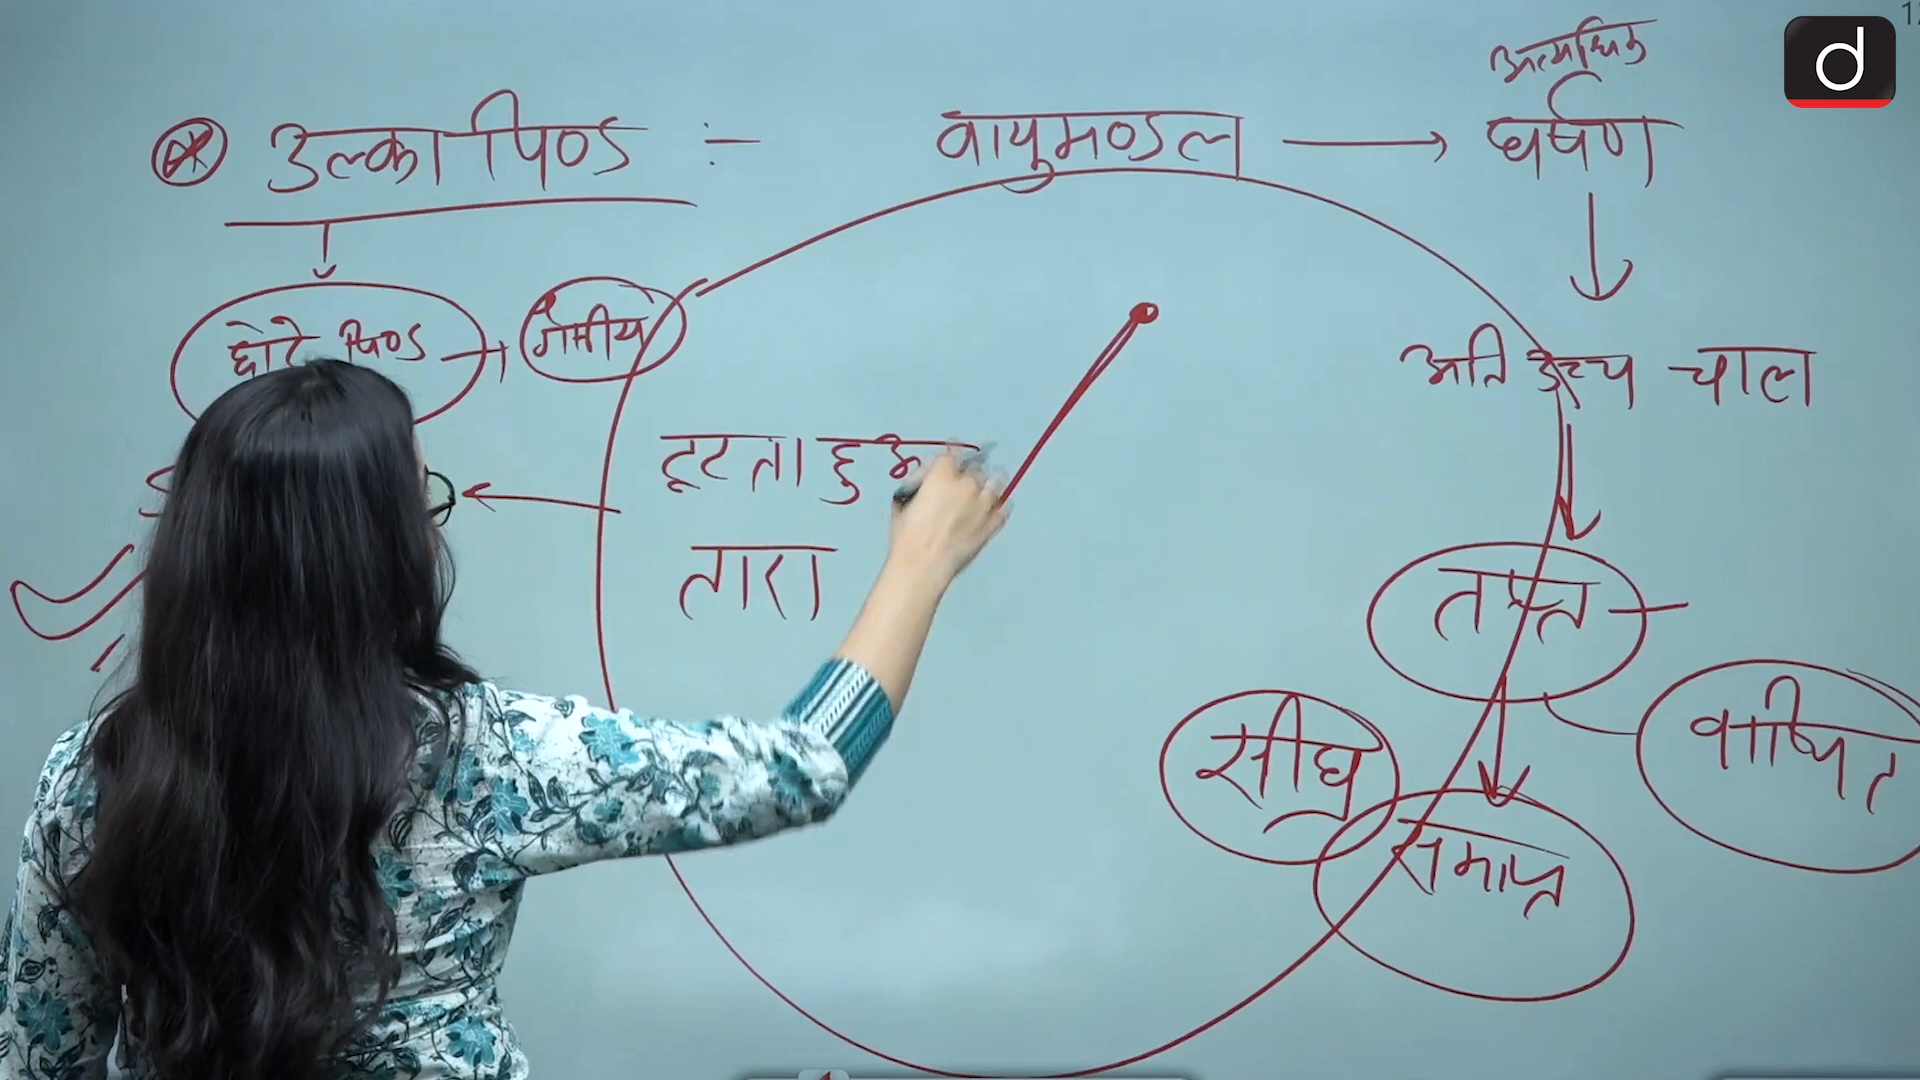 उल्का पिण्ड :-
छोटे पिण्ड
वायुमण्डल
अत्यधिक
घर्षण
अति उच्च चाल
टूटता हुआ
तारा
तप्त
वाष्पित
सीघ्र
समाप्त
d